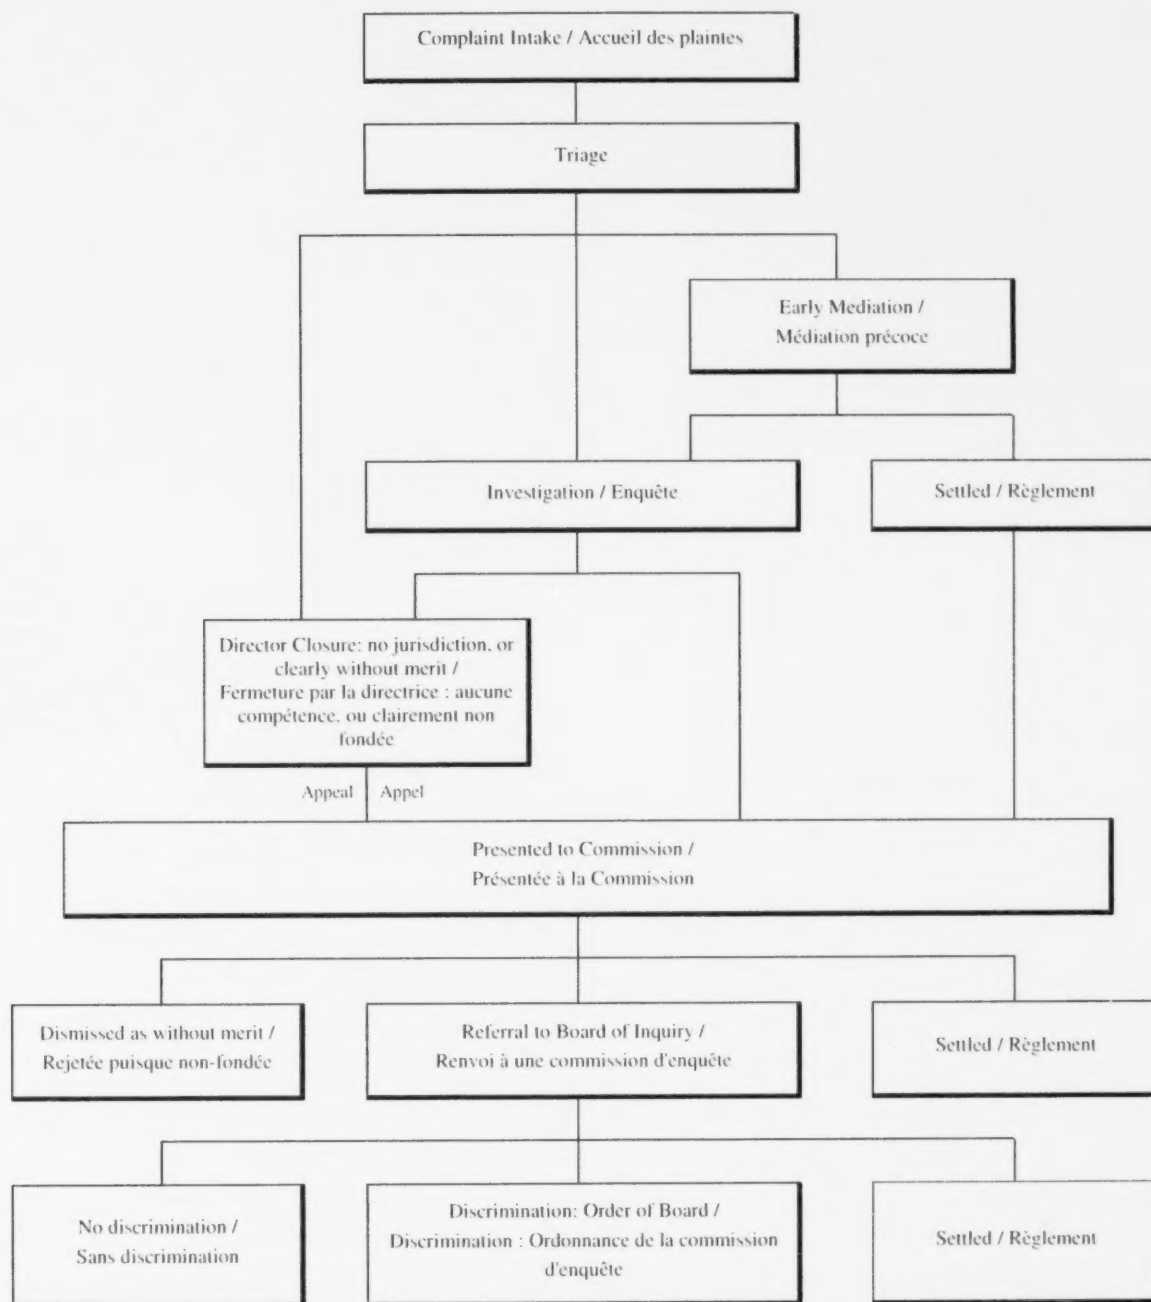 Complaint Intake / Accueil des plaintes
Triage
Early Mediation /
Médiation précoce
Investigation / Enquête
Settled / Règlement
Director Closure: no jurisdiction, or
clearly without merit /
Fermeture par la directrice : aucune
compétence, ou clairement non
fondée
Appeal
Appel
Presented to Commission /
Présentée à la Commission
Dismissed as without merit /
Rejetée puisque non-fondée
Referral to Board of Inquiry /
Renvoi à une commission d'enquête
Settled / Règlement
No discrimination /
Sans discrimination
Discrimination: Order of Board /
Discrimination : Ordonnance de la commission
d'enquête
Settled / Règlement